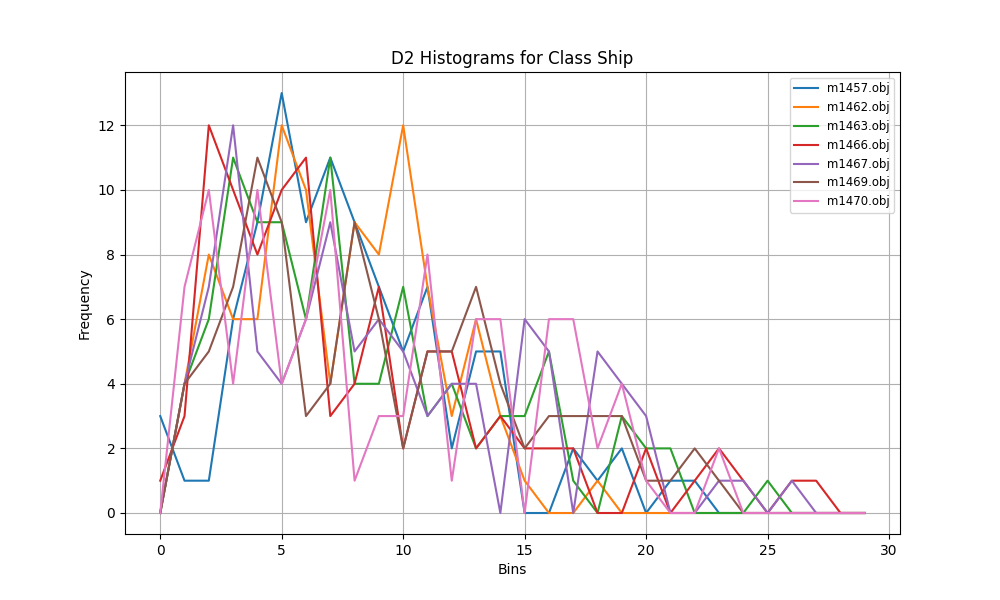 D2 Histograms for Class Ship
m1457.obj
m1462.obj
m1463.obj
m1466.obj
m1467.obj
m1469.obj
m1470.obj
Frequency
12
10
8
6
4
2
0
0 5 10 15 20 25 30
Bins